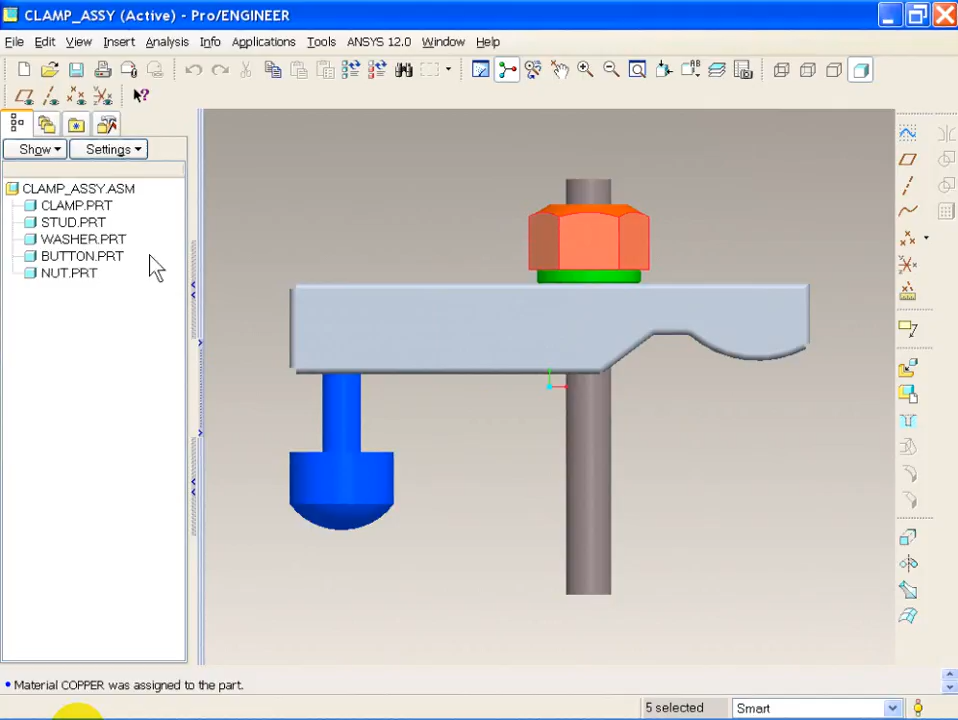 CLAMP_ASSY (Active) - Pro/ENGINEER
File Edit View Insert Analysis Info Applications Tools ANSYS 12.0 Window Help
Show Settings
CLAMP_ASSY.ASM
CLAMP.PRT
STUD.PRT
WASHER.PRT
BUTTON.PRT
NUT.PRT
Material COPPER was assigned to the part.
5 selected Smart